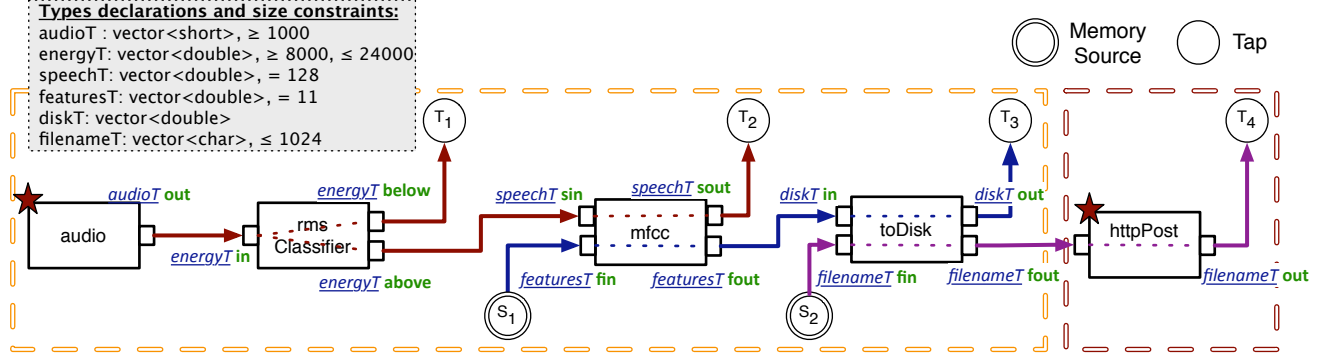 Types declarations and size constraints:
audioT : vector<short>, ≥ 1000
energyT: vector<double>, ≥ 8000, ≤ 24000
speechT: vector<double>, = 128
featuresT: vector<double>, = 11
diskT: vector<double>
filenameT: vector<char>, ≤ 1024
Memory
Source
Tap
T1
T2
T3
T4
audioT out
energyT below
speechT sin
speechT sout
diskT in
diskT out
audio
rms
Classifier
mfcc
toDisk
httpPost
energyT in
energyT above
featuresT fin
featuresT fout
filenameT fin
filenameT fout
filenameT out
S1
S2